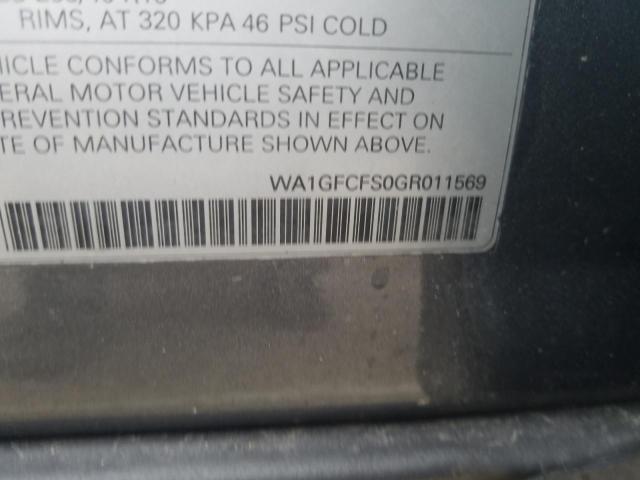 RIMS, AT 320 KPA 46 PSI COLD
HICLE CONFORMS TO ALL APPLICABLE
ERAL MOTOR VEHICLE SAFETY AND
REVENTION STANDARDS IN EFFECT ON
TE OF MANUFACTURE SHOWN ABOVE.
WA1GFCFS0GR011569